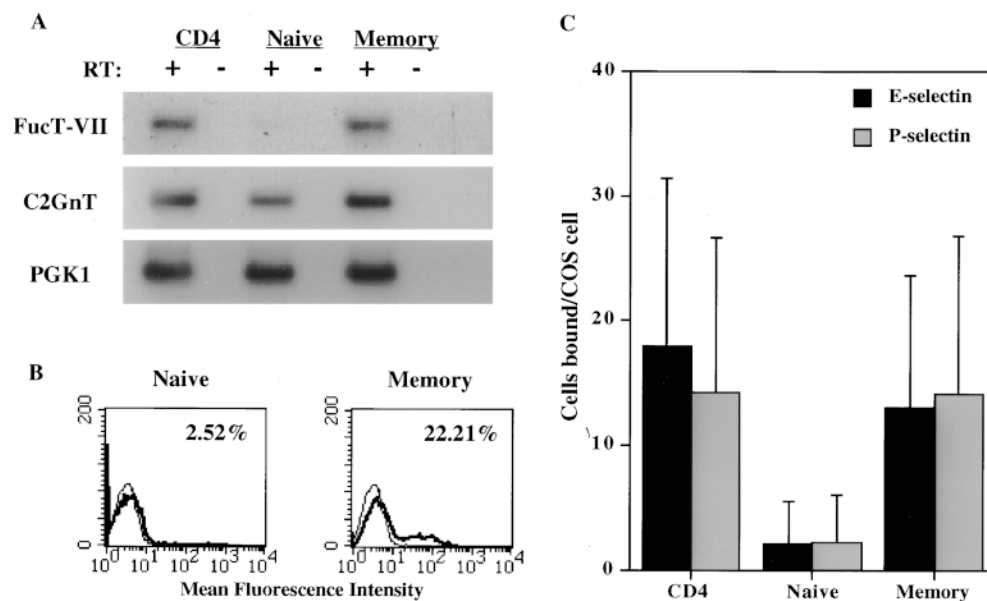 A
CD4 Naive Memory
RT: + - + - + -
FucT-VII
C2GnT
PGK1
B
Naive
Memory
200
0
2.52%
10^0 10^1 10^2 10^3 10^4
200
0
22.21%
10^0 10^1 10^2 10^3 10^4
Mean Fluorescence Intensity
C
E-selectin
P-selectin
Cells bound/COS cell
40
30
20
10
0
CD4 Naive Memory